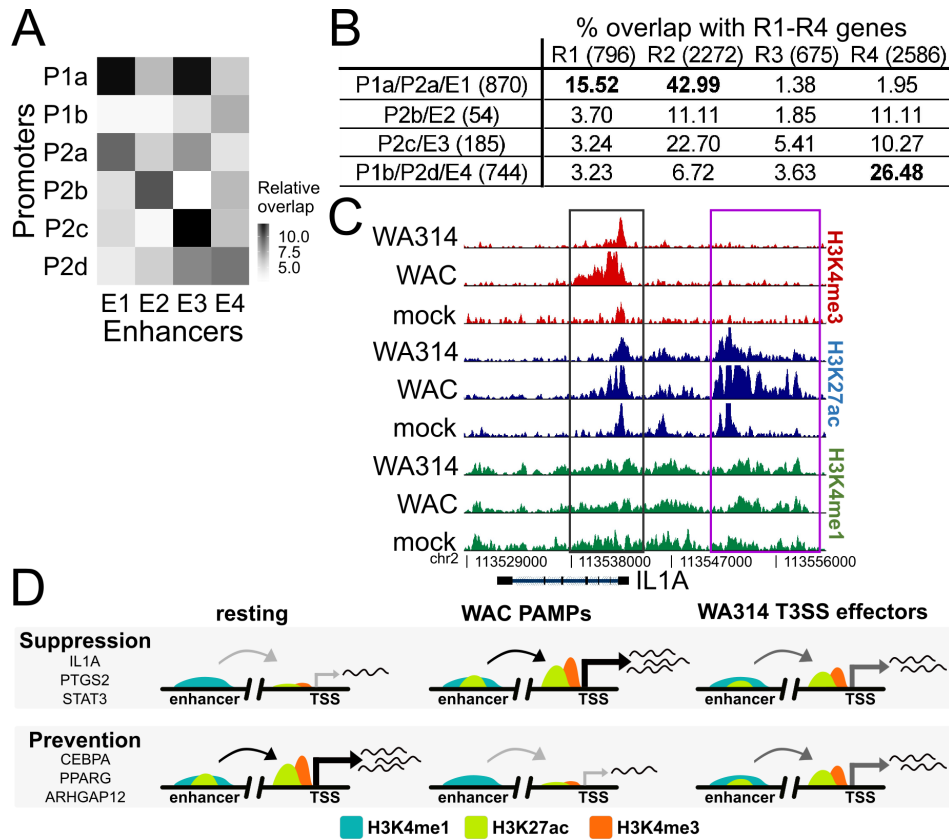 A
Promoters
P1a
P1b
P2a
P2b
P2c
P2d
E1 E2 E3 E4
Enhancers
Relative
overlap
10.0
7.5
5.0
B
% overlap with R1-R4 genes
R1 (796) R2 (2272) R3 (675) R4 (2586)
P1a/P2a/E1 (870) 15.52 42.99 1.38 1.95
P2b/E2 (54) 3.70 11.11 1.85 11.11
P2c/E3 (185) 3.24 22.70 5.41 10.27
P1b/P2d/E4 (744) 3.23 6.72 3.63 26.48
C
WA314
WAC
mock
H3K4me3
WA314
WAC
mock
H3K27ac
WA314
WAC
mock
H3K4me1
chr2 | 113529000 | 113538000 | 113547000 | 113556000
IL1A
D
resting WAC PAMPs WA314 T3SS effectors
Suppression
IL1A
PTGS2
STAT3
enhancer TSS enhancer TSS enhancer TSS
Prevention
CEBPA
PPARG
ARHGAP12
enhancer TSS enhancer TSS enhancer TSS
H3K4me1 H3K27ac H3K4me3